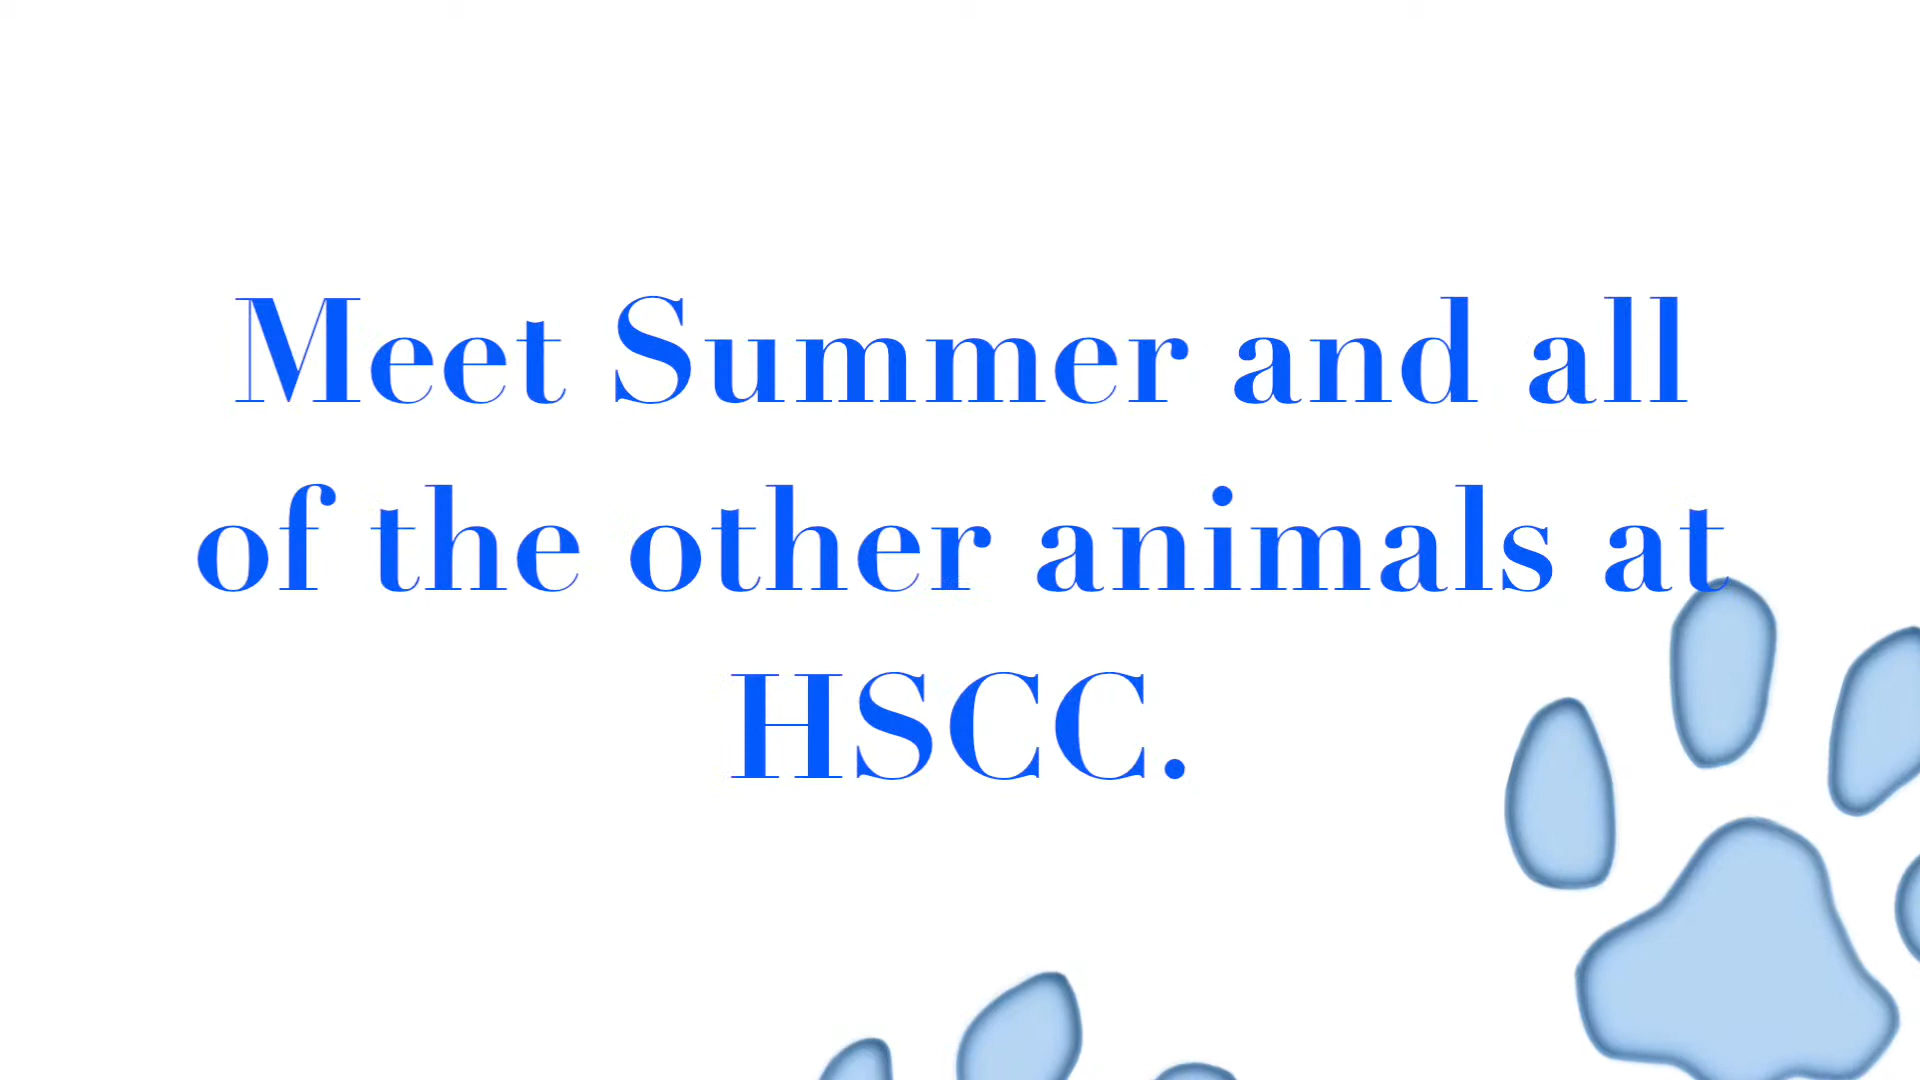 Meet Summer and all
of the other animals at
HSCC.